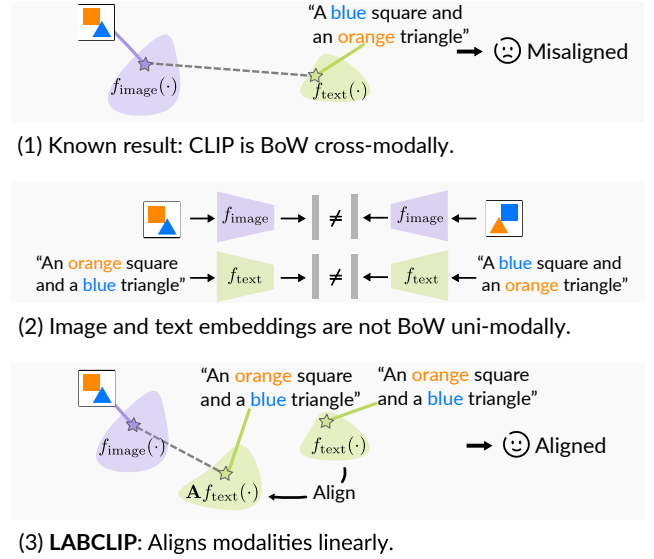 "A blue square and
an orange triangle"
f_image(·)
f_text(·)
Misaligned
(1) Known result: CLIP is BoW cross-modally.
f_image ≠ f_image
"An orange square
and a blue triangle"
f_text ≠ f_text
"A blue square and
an orange triangle"
(2) Image and text embeddings are not BoW uni-modally.
"An orange square
and a blue triangle"
"An orange square
and a blue triangle"
f_image(·)
f_text(·)
Aligned
A f_text(·)
Align
(3) LABCLIP: Aligns modalities linearly.